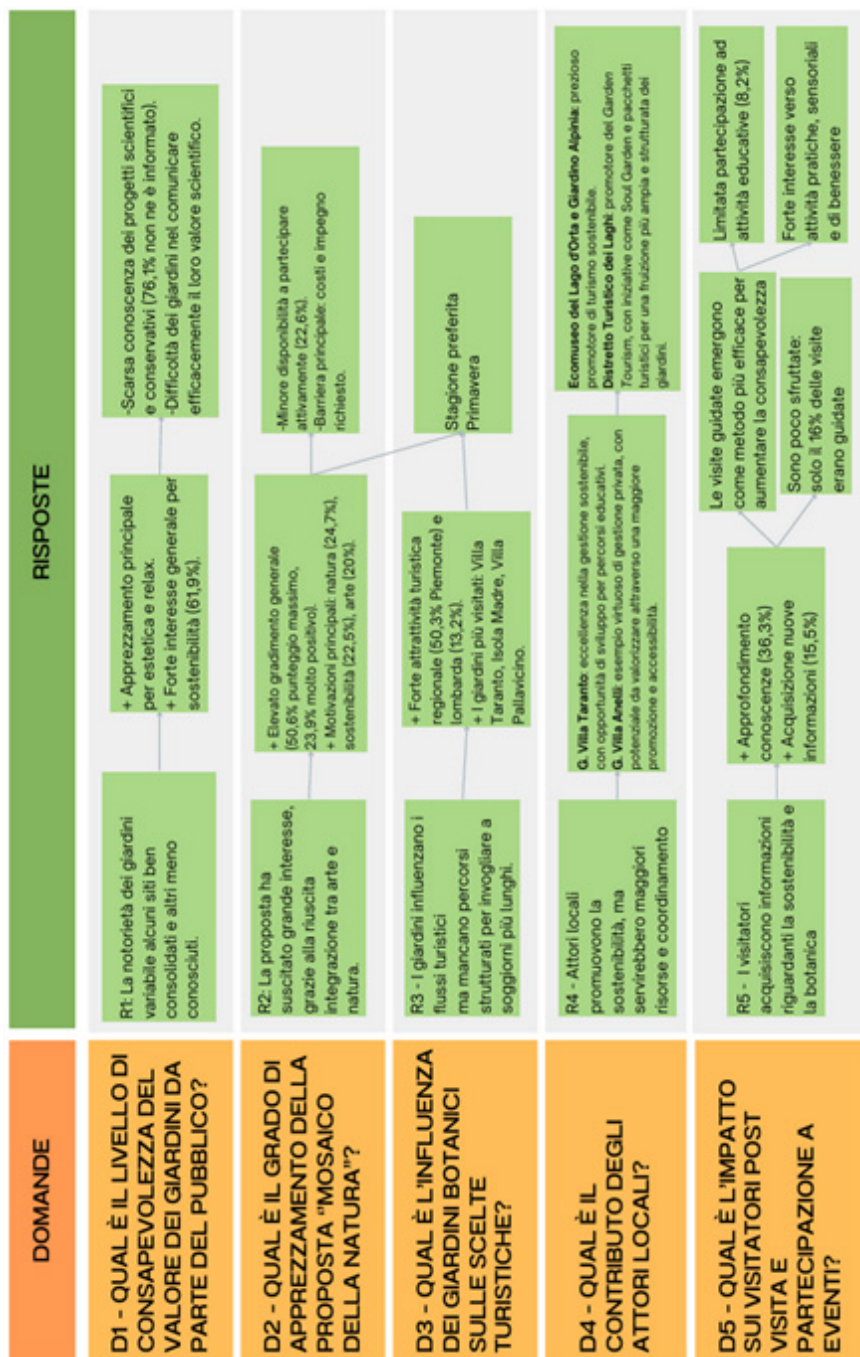 DOMANDE
RISPOSTE
D1 - QUAL È IL LIVELLO DI
CONSAPEVOLEZZA DEL
VALORE DEI GIARDINI DA
PARTE DEL PUBBLICO?
R1: La notorietà dei giardini
variabile alcuni siti ben
consolidati e altri meno
conosciuti.
+ Apprezzamento principale
per estetica e relax.
+ Forte interesse generale per
sostenibilità (61,9%).
-Scarsa conoscenza dei progetti scientifici
e conservativi (76,1% non ne è informato).
-Difficoltà dei giardini nel comunicare
efficacemente il loro valore scientifico.
D2 - QUAL È IL GRADO DI
APPREZZAMENTO DELLA
PROPOSTA "MOSAICO
DELLA NATURA"?
R2: La proposta ha
suscitato grande interesse,
grazie alla riuscita
integrazione tra arte e
natura.
+ Elevato gradimento generale
(50,6% punteggio massimo,
23,9% molto positivo).
+ Motivazioni principali: natura (24,7%),
sostenibilità (22,5%), arte (20%).
-Minore disponibilità a partecipare
attivamente (22,6%).
-Barriera principale: costi e impegno
richiesto.
D3 - QUAL È L'INFLUENZA
DEI GIARDINI BOTANICI
SULLE SCELTE
TURISTICHE?
R3 - I giardini influenzano i
flussi turistici
ma mancano percorsi
strutturati per invogliare a
soggiorni più lunghi.
+ Forte attrattività turistica
regionale (50,3% Piemonte) e
lombarda (13,2%).
+ I giardini più visitati: Villa
Taranto, Isola Madre, Villa
Pallavicino.
Stagione preferita
Primavera
D4 - QUAL È IL
CONTRIBUTO DEGLI
ATTORI LOCALI?
R4 - Attori locali
promuovono la
sostenibilità, ma
servirebbero maggiori
risorse e coordinamento
G. Villa Taranto: eccellenza nella gestione sostenibile,
con opportunità di sviluppo per percorsi educativi.
G. Villa Anelli: esempio virtuoso di gestione privata, con
potenziale da valorizzare attraverso una maggiore
promozione e accessibilità.
Ecomuseo del Lago d'Orta e Giardino Alpinia: prezioso
promotore di turismo sostenibile.
Distretto Turistico dei Laghi: promotore del Garden
Tourism, con iniziative come Soul Garden e pacchetti
turistici per una fruizione più ampia e strutturata dei
giardini.
D5 - QUAL È L'IMPATTO
SUI VISITATORI POST
VISITA E
PARTECIPAZIONE A
EVENTI?
R5 - I visitatori
acquisiscono informazioni
riguardanti la sostenibilità e
la botanica
+ Approfondimento
conoscenze (36,3%)
+ Acquisizione nuove
informazioni (15,5%)
Le visite guidate emergono
come metodo più efficace per
aumentare la consapevolezza
Sono poco sfruttate:
solo il 16% delle visite
erano guidate
Limitata partecipazione ad
attività educative (8,2%)
Forte interesse verso
attività pratiche, sensoriali
e di benessere